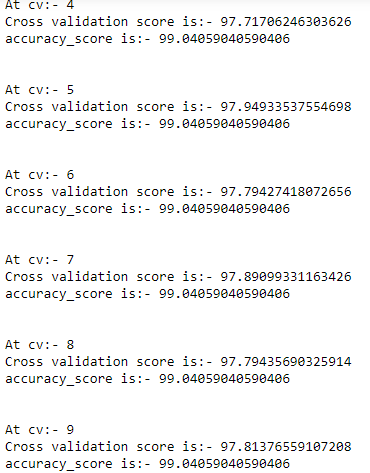 At cv:- 4
Cross validation score is:- 97.71706246303626
accuracy_score is:- 99.04059040590406
At cv:- 5
Cross validation score is:- 97.94933537554698
accuracy_score is:- 99.04059040590406
At cv:- 6
Cross validation score is:- 97.79427418072656
accuracy_score is:- 99.04059040590406
At cv:- 7
Cross validation score is:- 97.89099331163426
accuracy_score is:- 99.04059040590406
At cv:- 8
Cross validation score is:- 97.79435690325914
accuracy_score is:- 99.04059040590406
At cv:- 9
Cross validation score is:- 97.81376559107208
accuracy_score is:- 99.04059040590406